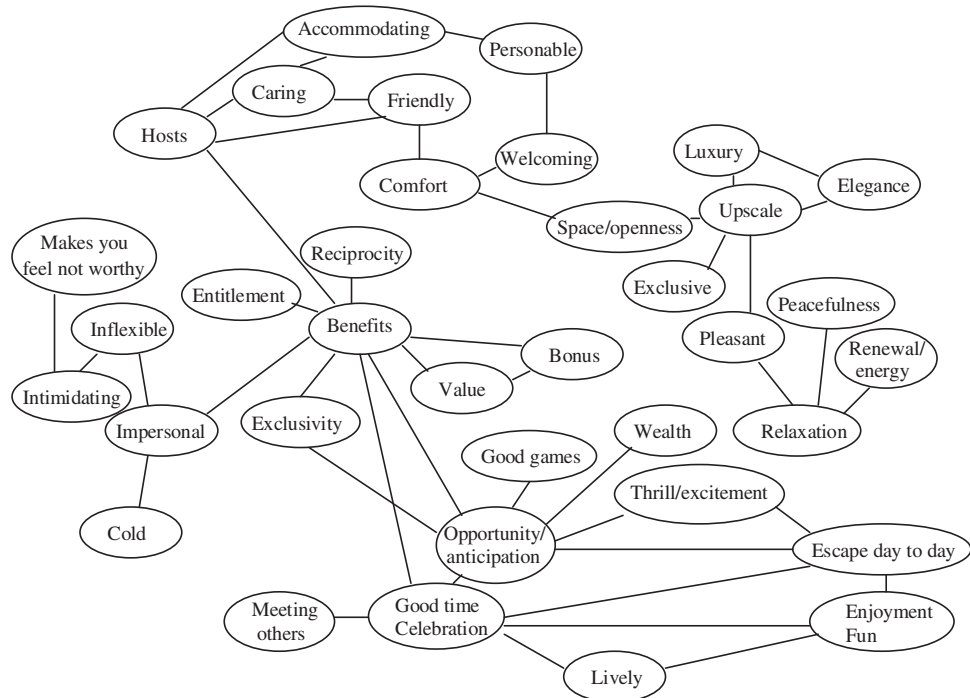 Accommodating
Personable
Caring
Friendly
Hosts
Welcoming
Luxury
Comfort
Elegance
Upscale
Space/openness
Makes you
feel not worthy
Reciprocity
Exclusive
Entitlement
Peacefulness
Inflexible
Benefits
Pleasant
Renewal/
energy
Bonus
Value
Intimidating
Impersonal
Exclusivity
Wealth
Relaxation
Good games
Thrill/excitement
Cold
Opportunity/
anticipation
Escape day to day
Meeting
others
Good time
Celebration
Enjoyment
Fun
Lively